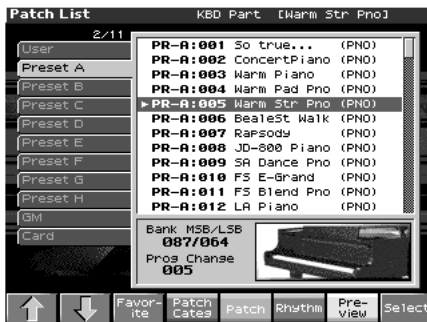 Patch List KBD Part [Warm Str Pno]
2/11
User
Preset A
Preset B
Preset C
Preset D
Preset E
Preset F
Preset G
Preset H
GM
Card
PR-A:001 So true... (PNO)
PR-A:002 ConcertPiano (PNO)
PR-A:003 Warm Piano (PNO)
PR-A:004 Warm Pad Pno (PNO)
PR-A:005 Warm Str Pno (PNO)
PR-A:006 BealeSt Walk (PNO)
PR-A:007 Rapsody (PNO)
PR-A:008 JD-800 Piano (PNO)
PR-A:009 SA Dance Pno (PNO)
PR-A:010 FS E-Grand (PNO)
PR-A:011 FS Blend Pno (PNO)
PR-A:012 LA Piano (PNO)
Bank MSB/LSB
087/064
Prog Change
005
Favor-ite
Patch Categ
Patch
Rhythm
Pre-view
Select